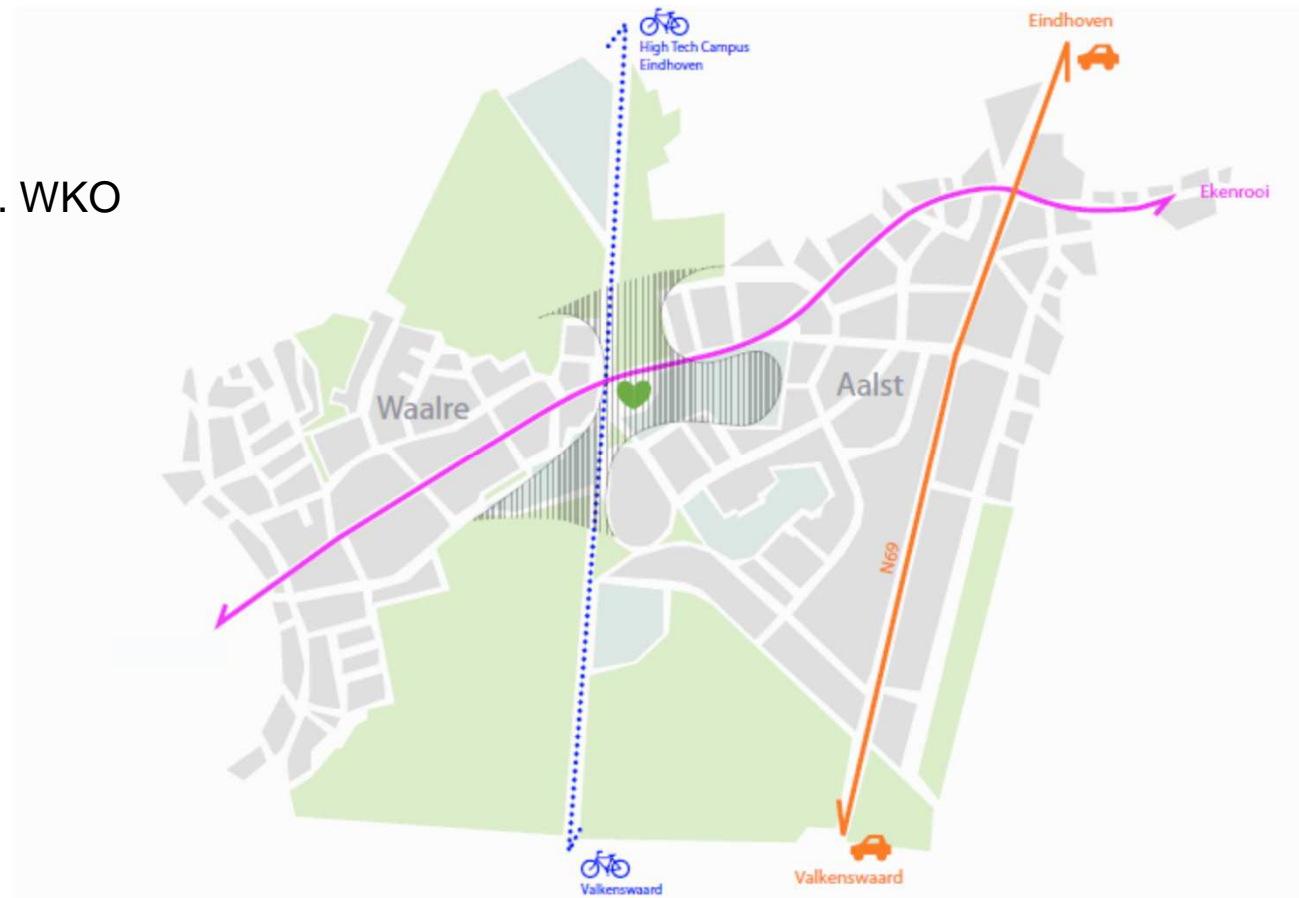 High Tech Campus
Eindhoven
Eindhoven
. WKO
Ekenrooi
Waalre
Aalst
N69
Valkenswaard
Valkenswaard